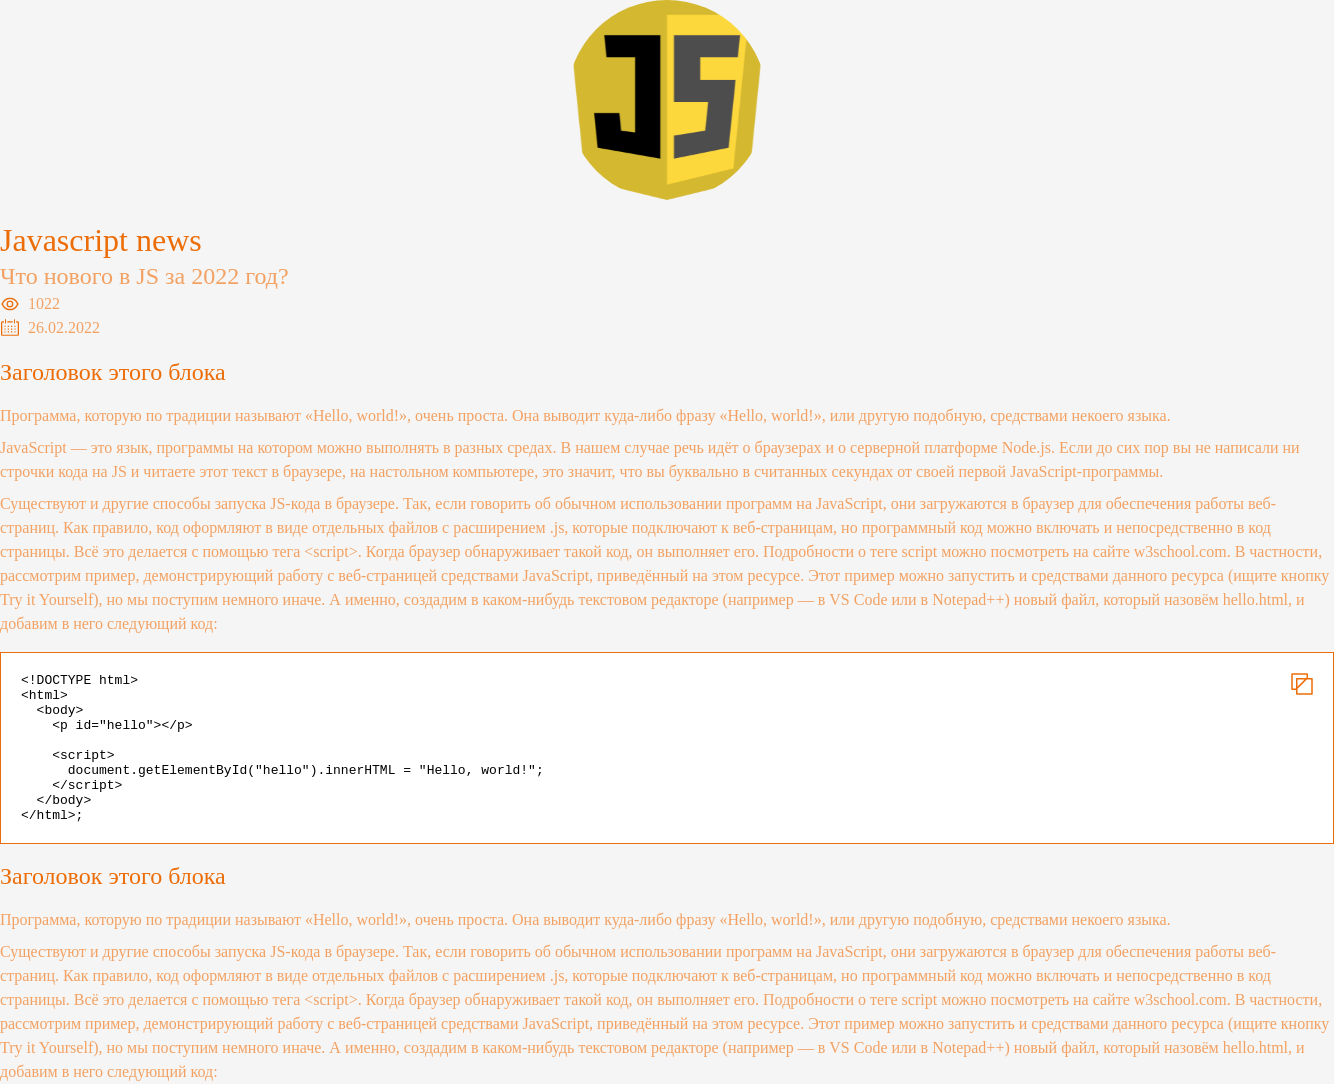 JS
Javascript news
Что нового в JS за 2022 год?
1022
26.02.2022
Заголовок этого блока
Программа, которую по традиции называют «Hello, world!», очень проста. Она выводит куда-либо фразу «Hello, world!», или другую подобную, средствами некоего языка.
JavaScript — это язык, программы на котором можно выполнять в разных средах. В нашем случае речь идёт о браузерах и о серверной платформе Node.js. Если до сих пор вы не написали ни
строчки кода на JS и читаете этот текст в браузере, на настольном компьютере, это значит, что вы буквально в считанных секундах от своей первой JavaScript-программы.
Существуют и другие способы запуска JS-кода в браузере. Так, если говорить об обычном использовании программ на JavaScript, они загружаются в браузер для обеспечения работы веб-
страниц. Как правило, код оформляют в виде отдельных файлов с расширением .js, которые подключают к веб-страницам, но программный код можно включать и непосредственно в код
страницы. Всё это делается с помощью тега <script>. Когда браузер обнаруживает такой код, он выполняет его. Подробности о теге script можно посмотреть на сайте w3school.com. В частности,
рассмотрим пример, демонстрирующий работу с веб-страницей средствами JavaScript, приведённый на этом ресурсе. Этот пример можно запустить и средствами данного ресурса (ищите кнопку
Try it Yourself), но мы поступим немного иначе. А именно, создадим в каком-нибудь текстовом редакторе (например — в VS Code или в Notepad++) новый файл, который назовём hello.html, и
добавим в него следующий код:
<!DOCTYPE html>
<html>
  <body>
    <p id="hello"></p>

    <script>
      document.getElementById("hello").innerHTML = "Hello, world!";
    </script>
  </body>
</html>;
Заголовок этого блока
Программа, которую по традиции называют «Hello, world!», очень проста. Она выводит куда-либо фразу «Hello, world!», или другую подобную, средствами некоего языка.
Существуют и другие способы запуска JS-кода в браузере. Так, если говорить об обычном использовании программ на JavaScript, они загружаются в браузер для обеспечения работы веб-
страниц. Как правило, код оформляют в виде отдельных файлов с расширением .js, которые подключают к веб-страницам, но программный код можно включать и непосредственно в код
страницы. Всё это делается с помощью тега <script>. Когда браузер обнаруживает такой код, он выполняет его. Подробности о теге script можно посмотреть на сайте w3school.com. В частности,
рассмотрим пример, демонстрирующий работу с веб-страницей средствами JavaScript, приведённый на этом ресурсе. Этот пример можно запустить и средствами данного ресурса (ищите кнопку
Try it Yourself), но мы поступим немного иначе. А именно, создадим в каком-нибудь текстовом редакторе (например — в VS Code или в Notepad++) новый файл, который назовём hello.html, и
добавим в него следующий код: